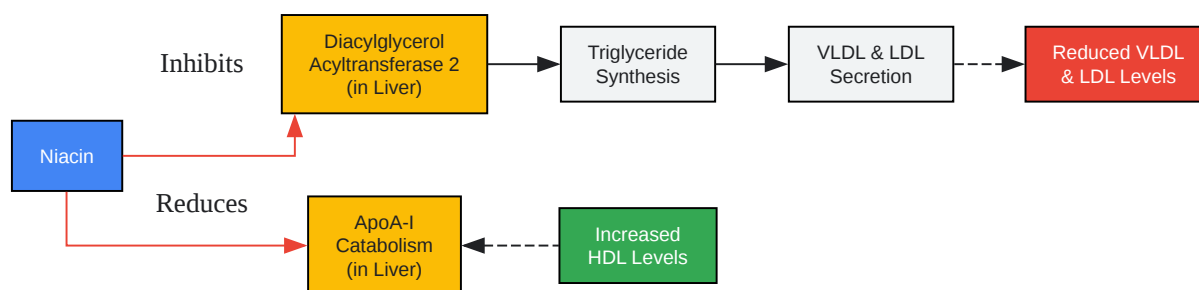 Inhibits
Diacylglycerol
Acyltransferase 2
(in Liver)
Triglyceride
Synthesis
VLDL & LDL
Secretion
Reduced VLDL
& LDL Levels
Niacin
Reduces
ApoA-I
Catabolism
(in Liver)
Increased
HDL Levels